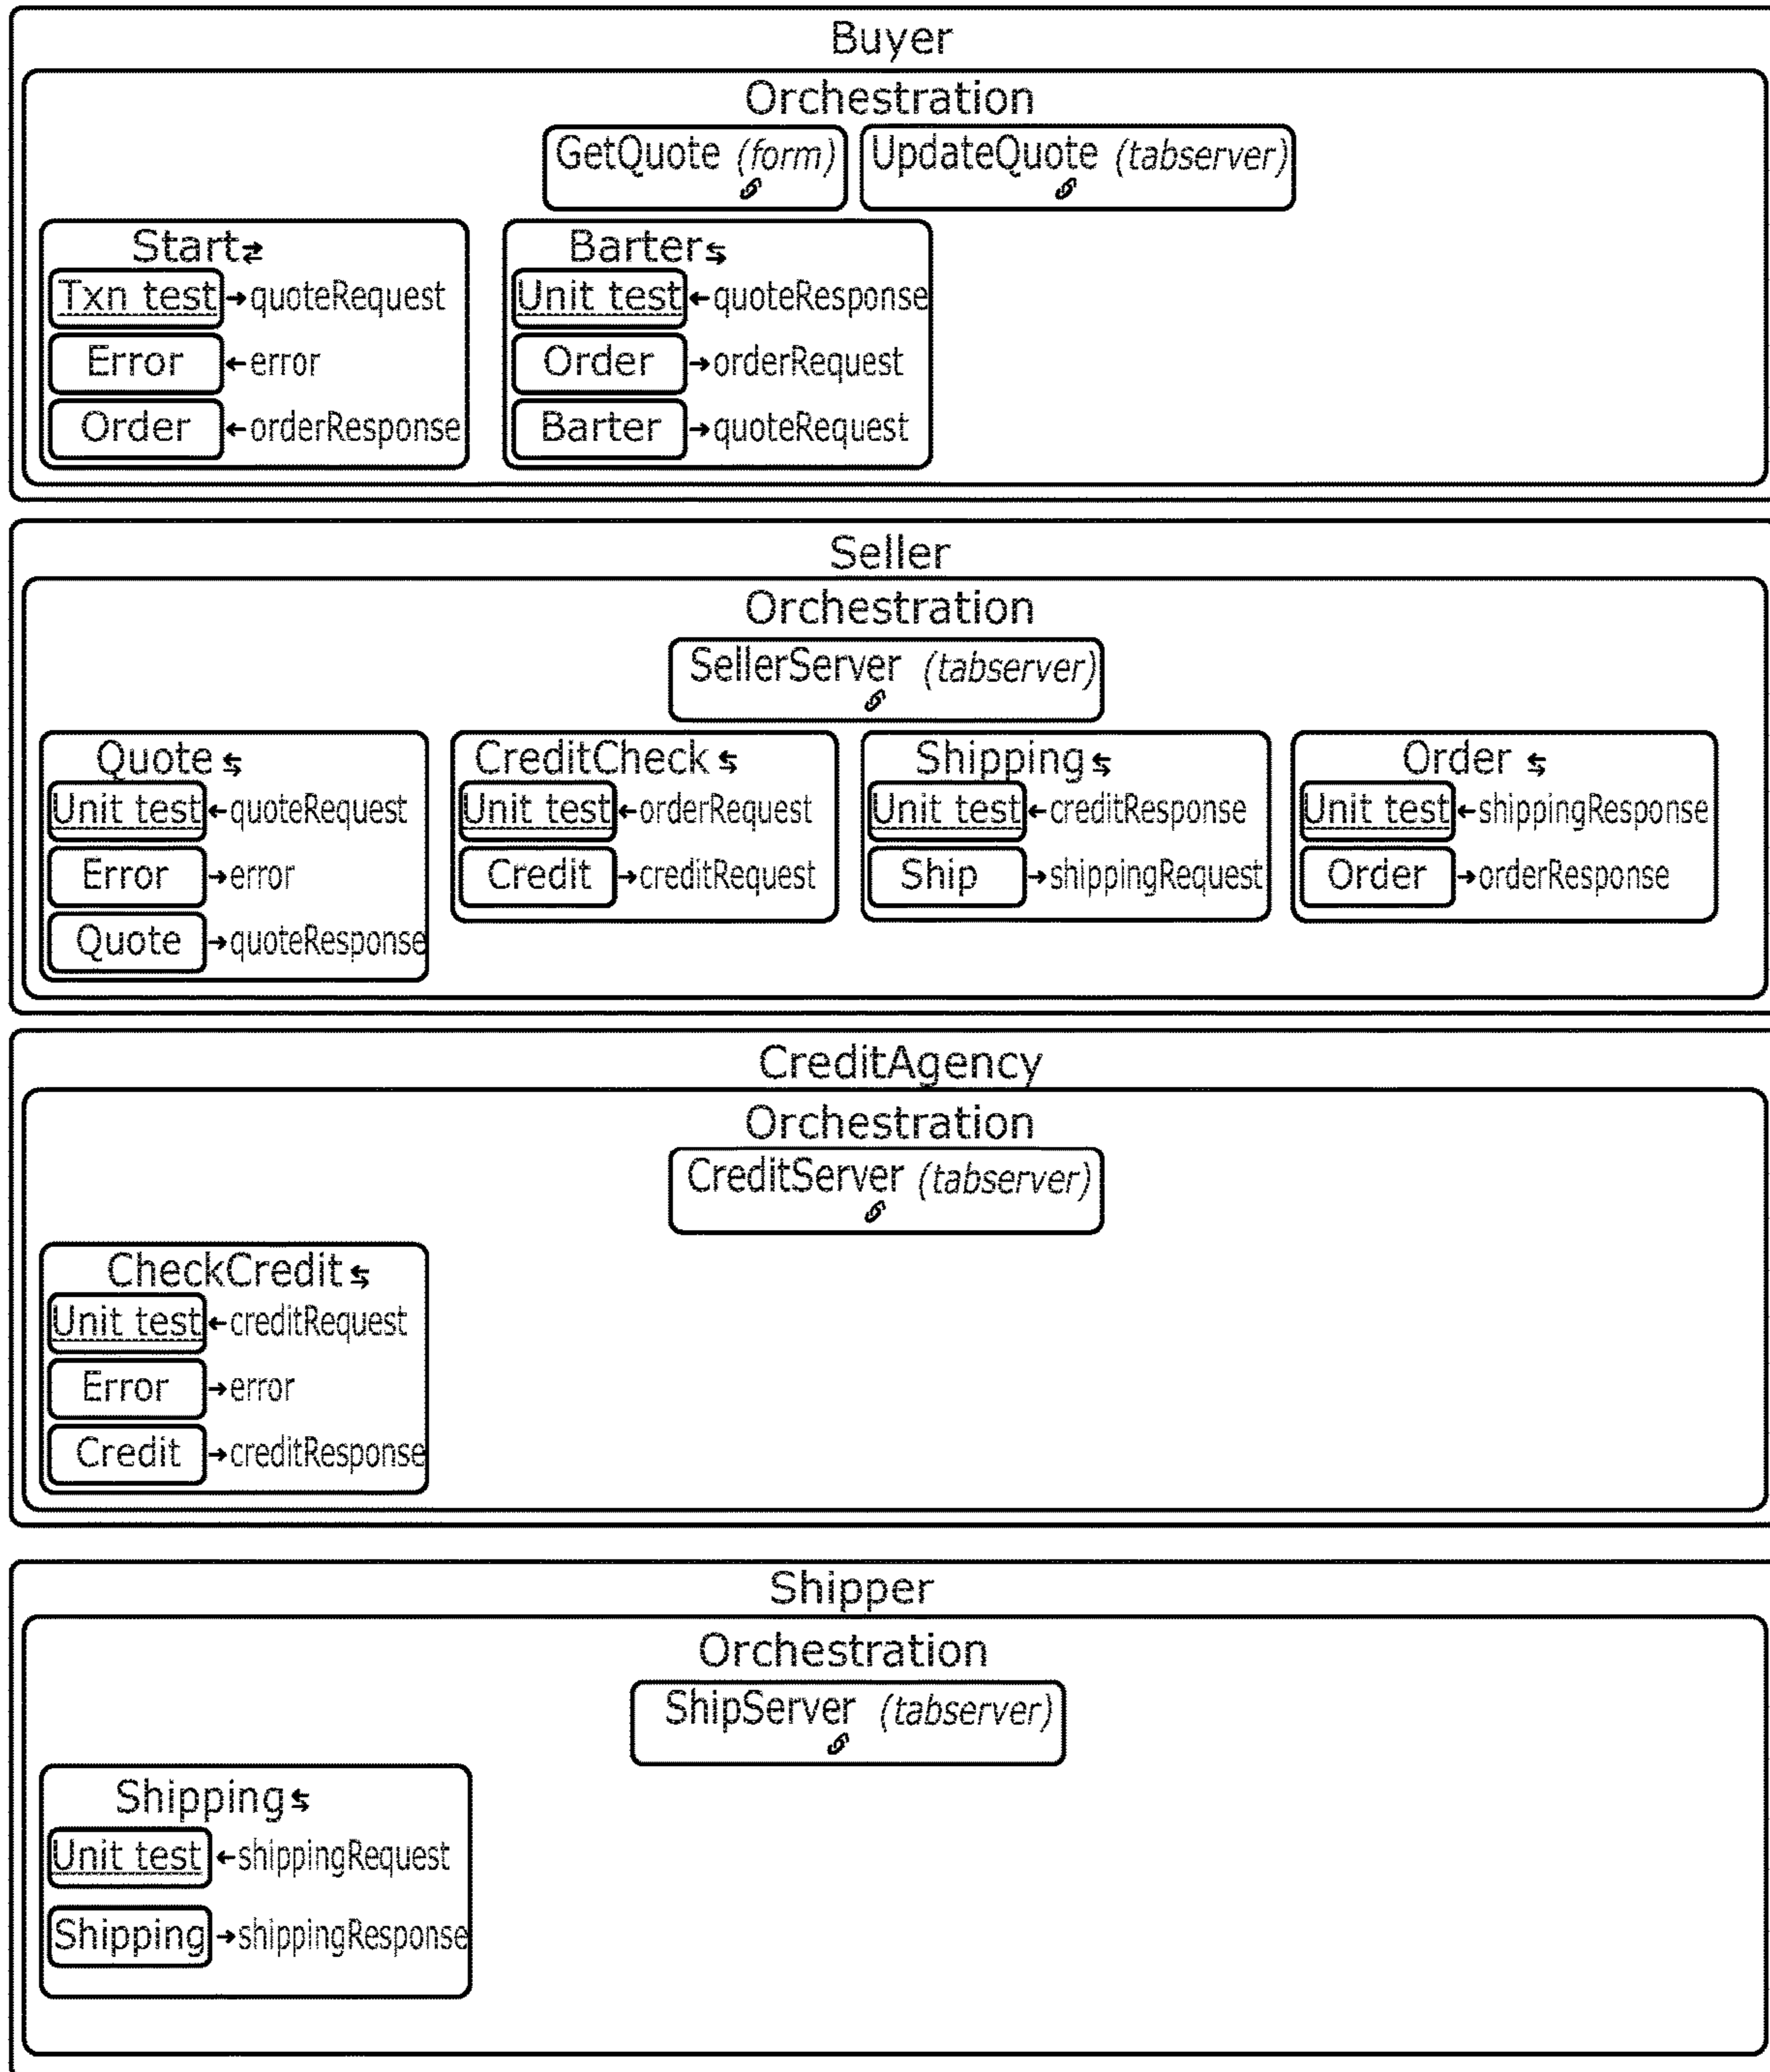 Buyer
Orchestration
GetQuote (form) UpdateQuote (tabserver)
Start⇄ Barter⇆
Txn test →quoteRequest Unit test ←quoteResponse
Error ←error Order →orderRequest
Order ←orderResponse Barter →quoteRequest
Seller
Orchestration
SellerServer (tabserver)
Quote⇆ CreditCheck⇆ Shipping⇆ Order⇆
Unit test ←quoteRequest Unit test ←orderRequest Unit test ←creditResponse Unit test ←shippingResponse
Error →error Credit →creditRequest Ship →shippingRequest Order →orderResponse
Quote →quoteResponse
CreditAgency
Orchestration
CreditServer (tabserver)
CheckCredit⇆
Unit test ←creditRequest
Error →error
Credit →creditResponse
Shipper
Orchestration
ShipServer (tabserver)
Shipping⇆
Unit test ←shippingRequest
Shipping →shippingResponse